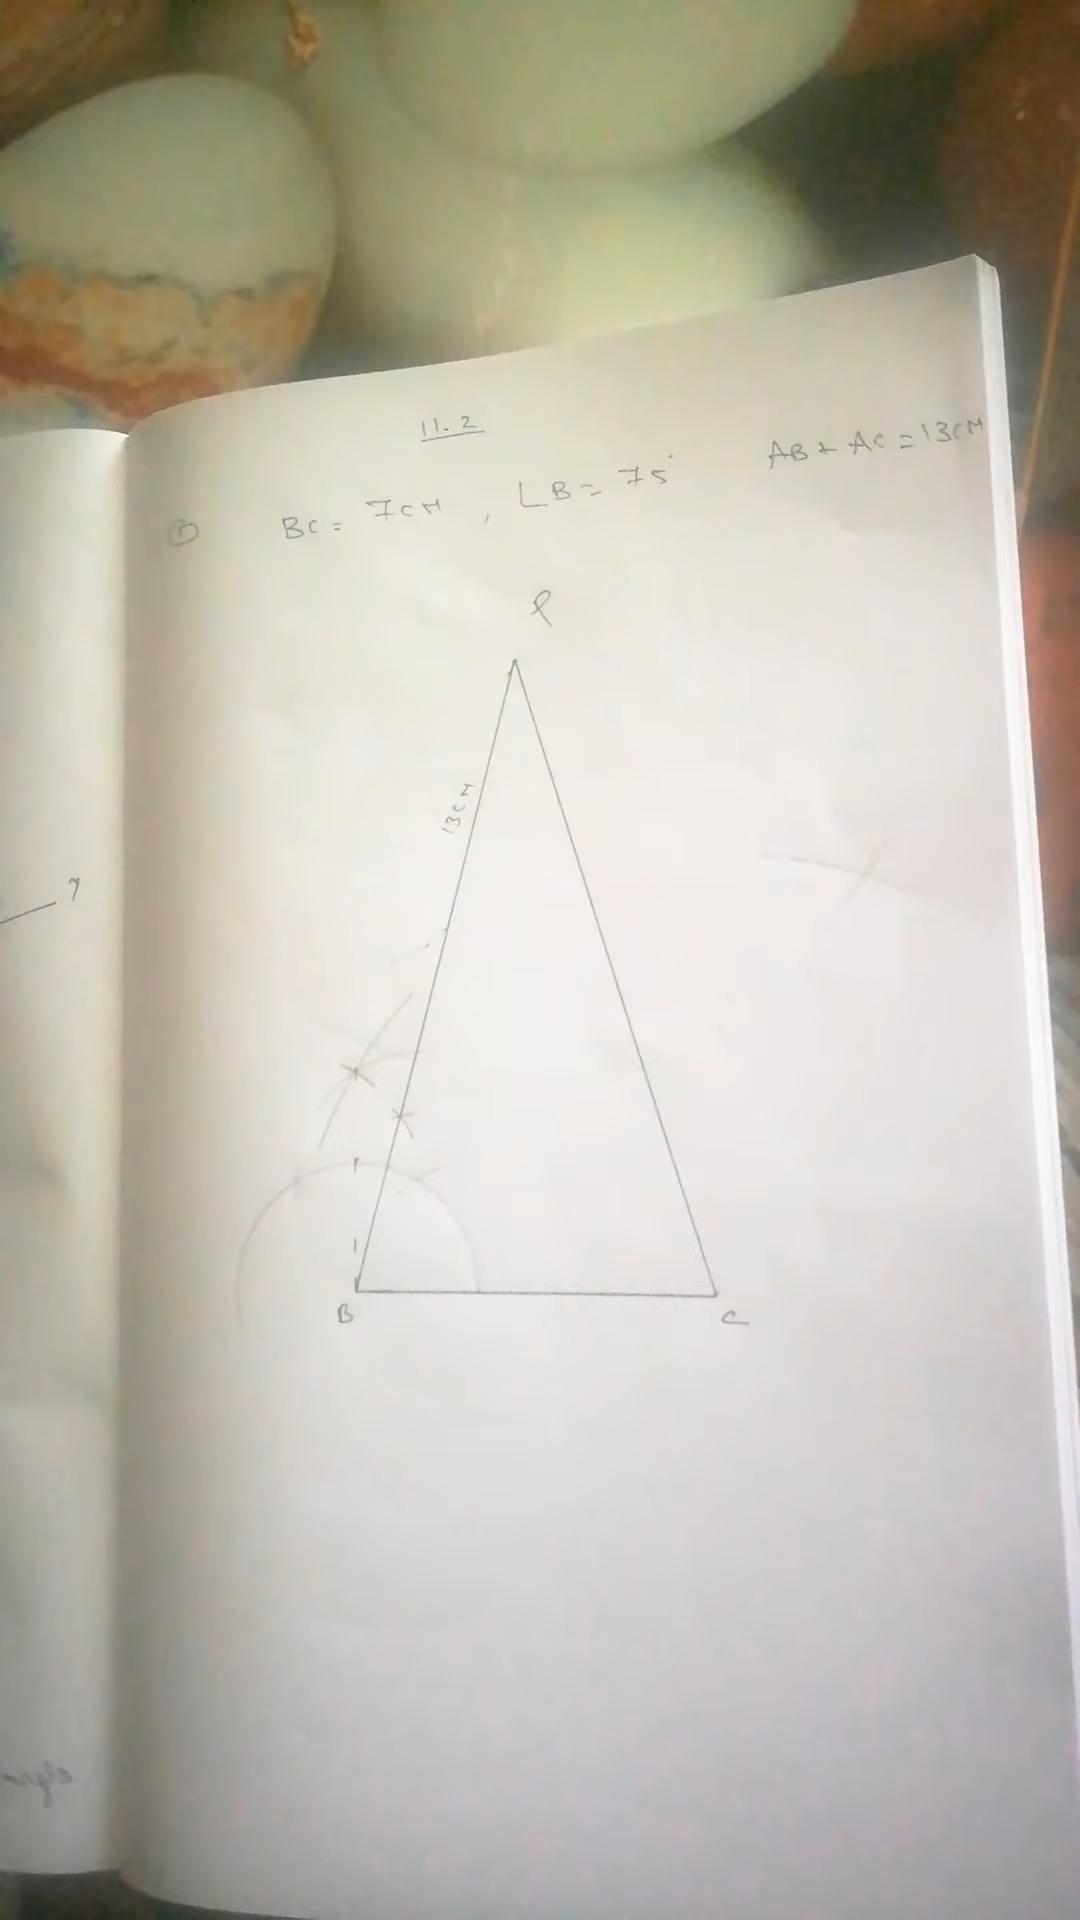 11.2
① BC = 7CM , ∠B = 75° AB + AC = 13CM
P
13CM
B C